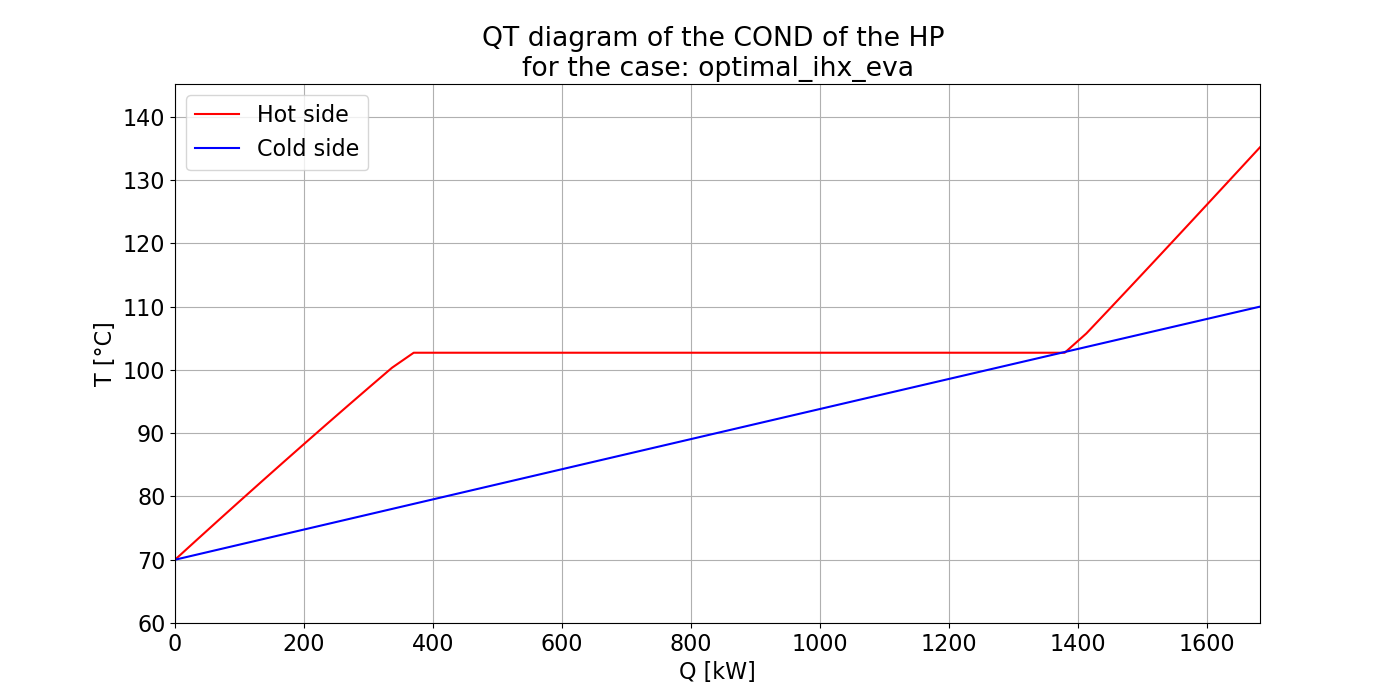 QT diagram of the COND of the HP
for the case: optimal_ihx_eva
Hot side
Cold side
140
130
120
110
100
90
80
70
60
T [°C]
0 200 400 600 800 1000 1200 1400 1600
Q [kW]